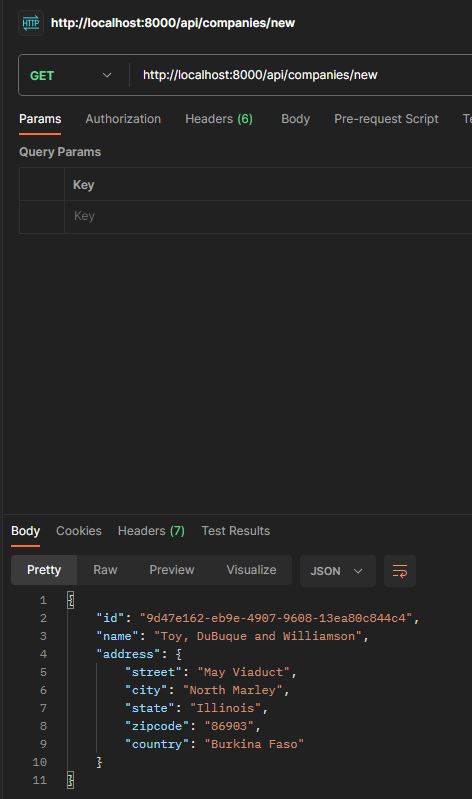 HTTP http://localhost:8000/api/companies/new
GET http://localhost:8000/api/companies/new
Params Authorization Headers (6) Body Pre-request Script
Query Params
Key
Key
Body Cookies Headers (7) Test Results
Pretty Raw Preview Visualize JSON
1 {
2 "id": "9d47e162-eb9e-4907-9608-13ea80c844c4",
3 "name": "Toy, DuBuque and Williamson",
4 "address": {
5 "street": "May Viaduct",
6 "city": "North Marley",
7 "state": "Illinois",
8 "zipcode": "86903",
9 "country": "Burkina Faso"
10 }
11 }